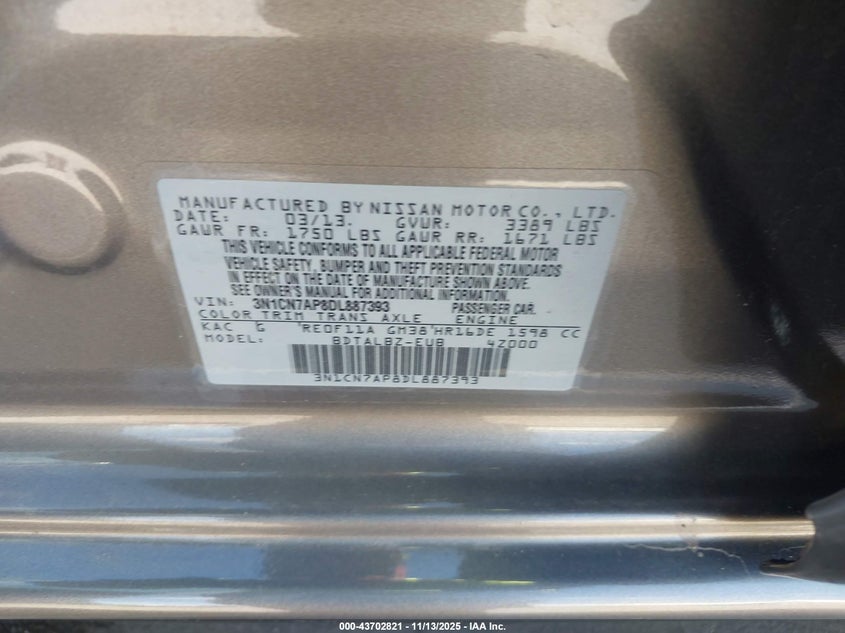 MANUFACTURED BY NISSAN MOTOR CO., LTD.
DATE: 03/13. GVWR: 3389 LBS
GAWR FR: 1750 LBS GAWR RR: 1671 LBS
THIS VEHICLE CONFORMS TO ALL APPLICABLE FEDERAL MOTOR
VEHICLE SAFETY, BUMPER AND THEFT PREVENTION STANDARDS
IN EFFECT ON THE DATE OF MANUFACTURE SHOWN ABOVE.
SEE OWNER'S MANUAL FOR ADDITIONAL INFORMATION
VIN: 3N1CN7AP8DL887393 PASSENGER CAR.
COLOR TRIM TRANS AXLE ENGINE
KAC G RE0F11A GM38 HR16DE 1598 CC
MODEL: BDTALBZ-EUB 4Z000
3N1CN7AP8DL887393
000-43702821 - 11/13/2025 - IAA Inc.